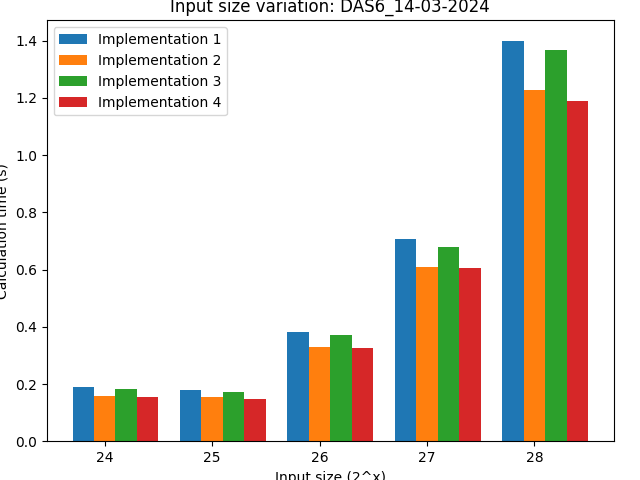 Input size variation: DAS6_14-03-2024
Implementation 1
Implementation 2
Implementation 3
Implementation 4
Calculation time (s)
1.4
1.2
1.0
0.8
0.6
0.4
0.2
0.0
24 25 26 27 28
Input size (2^x)